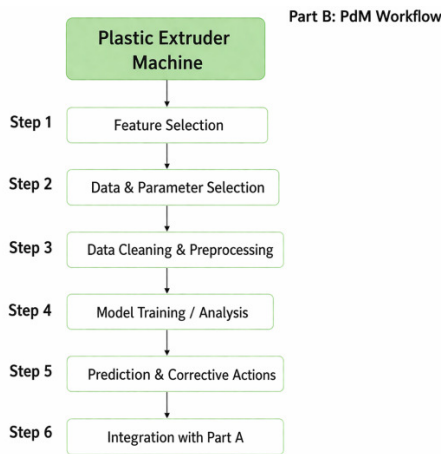 Part B: PdM Workflow
Plastic Extruder
Machine
Step 1
Feature Selection
Step 2
Data & Parameter Selection
Step 3
Data Cleaning & Preprocessing
Step 4
Model Training / Analysis
Step 5
Prediction & Corrective Actions
Step 6
Integration with Part A